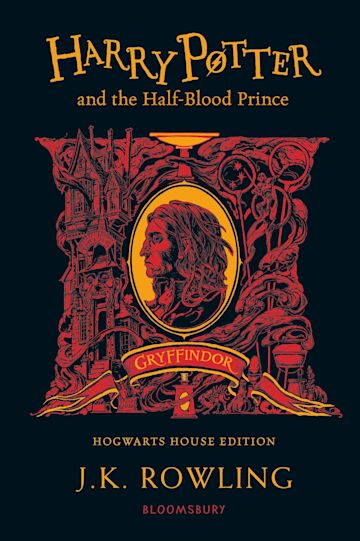 HARRY POTTER
and the Half-Blood Prince
GRYFFINDOR
HOGWARTS HOUSE EDITION
J.K. ROWLING
BLOOMSBURY